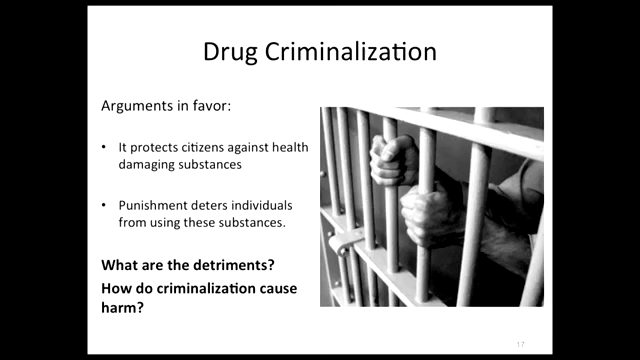 Drug Criminalization
Arguments in favor:
• It protects citizens against health
damaging substances
• Punishment deters individuals
from using these substances.
What are the detriments?
How do criminalization cause
harm?
17